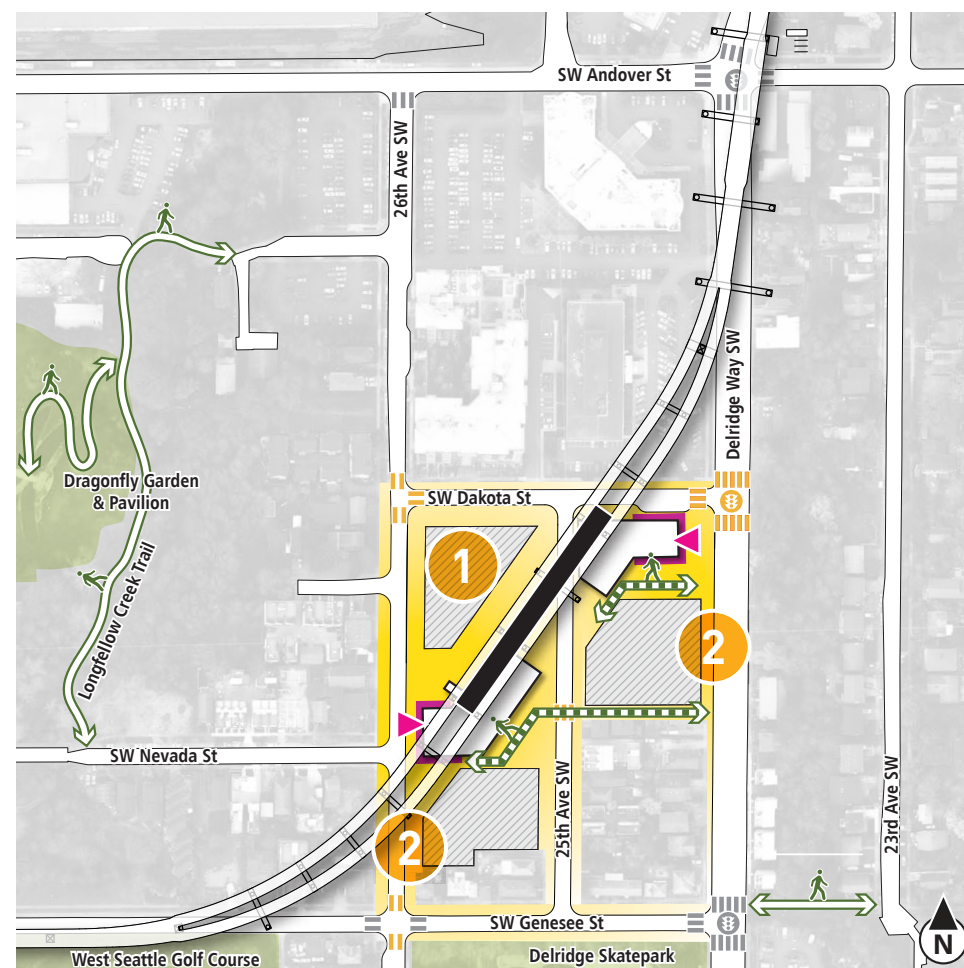 SW Andover St
26th Ave SW
Delridge Way SW
Dragonfly Garden
& Pavilion
SW Dakota St
1
2
Longfellow Creek Trail
SW Nevada St
25th Ave SW
23rd Ave SW
2
SW Genesee St
West Seattle Golf Course
Delridge Skatepark
N